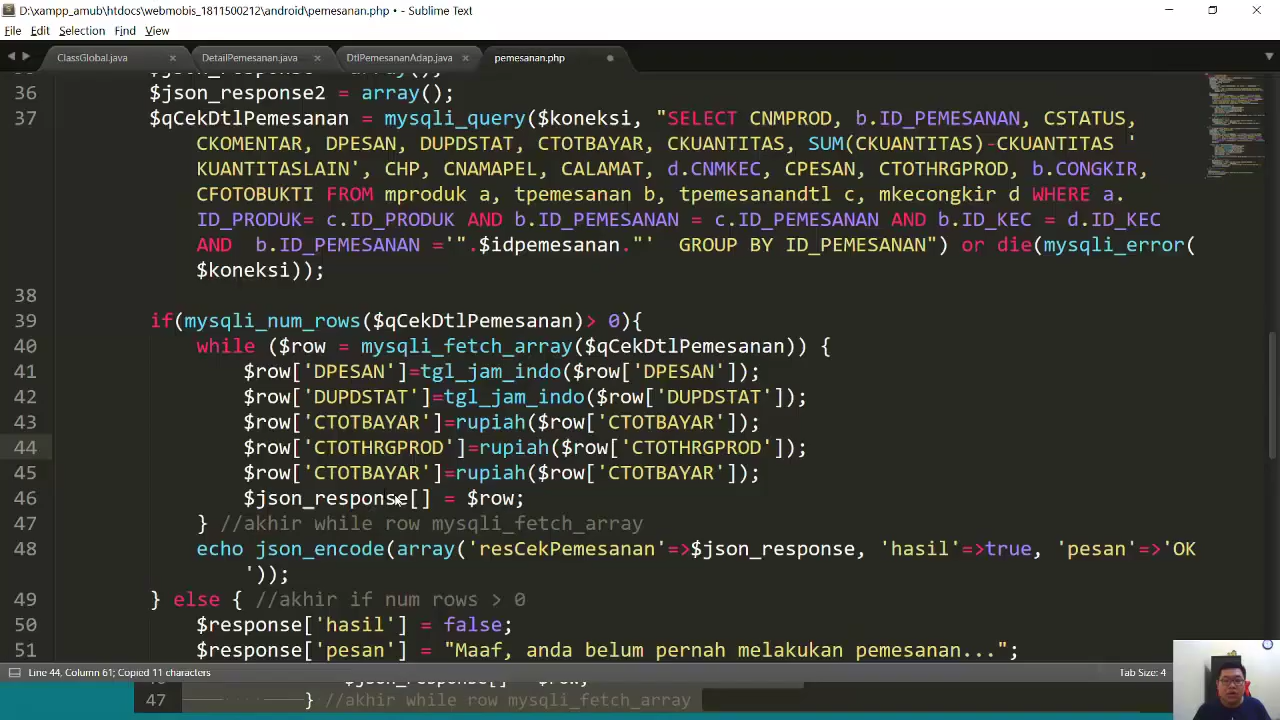 D:\xampp_amub\htdocs\webmobis_1811500212\android\pemesanan.php • - Sublime Text
File Edit Selection Find View
ClassGlobal.java DetailPemesanan.java DtlPemesananAdap.java pemesanan.php
36 $json_response2 = array();
37 $qCekDtlPemesanan = mysqli_query($koneksi, "SELECT CNMPROD, b.ID_PEMESANAN, CSTATUS,
CKOMENTAR, DPESAN, DUPDSTAT, CTOTBAYAR, CKUANTITAS, SUM(CKUANTITAS)-CKUANTITAS '
KUANTITASLAIN', CHP, CNAMAPEL, CALAMAT, d.CNMKEC, CPESAN, CTOTHRGPROD, b.CONGKIR,
CFOTOBUKTI FROM mproduk a, tpemesanan b, tpemesanandtl c, mkecongkir d WHERE a.
ID_PRODUK= c.ID_PRODUK AND b.ID_PEMESANAN = c.ID_PEMESANAN AND b.ID_KEC = d.ID_KEC
AND  b.ID_PEMESANAN ='".$idpemesanan."'  GROUP BY ID_PEMESANAN") or die(mysqli_error(
$koneksi));
38
39 if(mysqli_num_rows($qCekDtlPemesanan)> 0){
40 while ($row = mysqli_fetch_array($qCekDtlPemesanan)) {
41 $row['DPESAN']=tgl_jam_indo($row['DPESAN']);
42 $row['DUPDSTAT']=tgl_jam_indo($row['DUPDSTAT']);
43 $row['CTOTBAYAR']=rupiah($row['CTOTBAYAR']);
44 $row['CTOTHRGPROD']=rupiah($row['CTOTHRGPROD']);
45 $row['CTOTBAYAR']=rupiah($row['CTOTBAYAR']);
46 $json_response[] = $row;
47 } //akhir while row mysqli_fetch_array
48 echo json_encode(array('resCekPemesanan'=>$json_response, 'hasil'=>true, 'pesan'=>'OK
'));
49 } else { //akhir if num rows > 0
50 $response['hasil'] = false;
51 $response['pesan'] = "Maaf, anda belum pernah melakukan pemesanan...";
Line 44, Column 61; Copied 11 characters Tab Size: 4
47 } //akhir while row mysqli_fetch_array